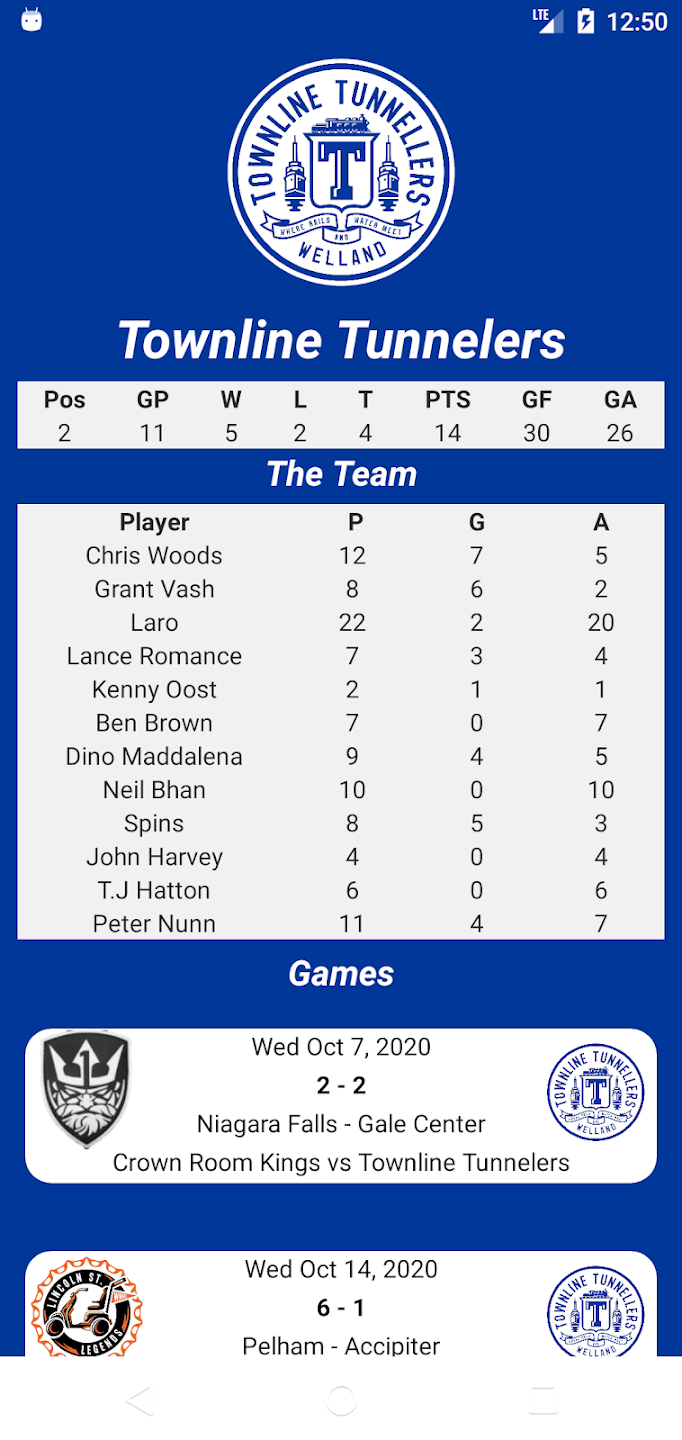 LTE 12:50
TOWNLINE TUNNELLERS
T
WHERE RAILS AND WATER MEET
WELLAND
Townline Tunnelers
Pos GP W L T PTS GF GA
2 11 5 2 4 14 30 26
The Team
Player P G A
Chris Woods 12 7 5
Grant Vash 8 6 2
Laro 22 2 20
Lance Romance 7 3 4
Kenny Oost 2 1 1
Ben Brown 7 0 7
Dino Maddalena 9 4 5
Neil Bhan 10 0 10
Spins 8 5 3
John Harvey 4 0 4
T.J Hatton 6 0 6
Peter Nunn 11 4 7
Games
Wed Oct 7, 2020
2 - 2
Niagara Falls - Gale Center
Crown Room Kings vs Townline Tunnelers
1
TOWNLINE TUNNELLERS
T
WELLAND
Wed Oct 14, 2020
6 - 1
Pelham - Accipiter
LINCOLN ST.
LEGENDS
TOWNLINE TUNNELLERS
T
WELLAND